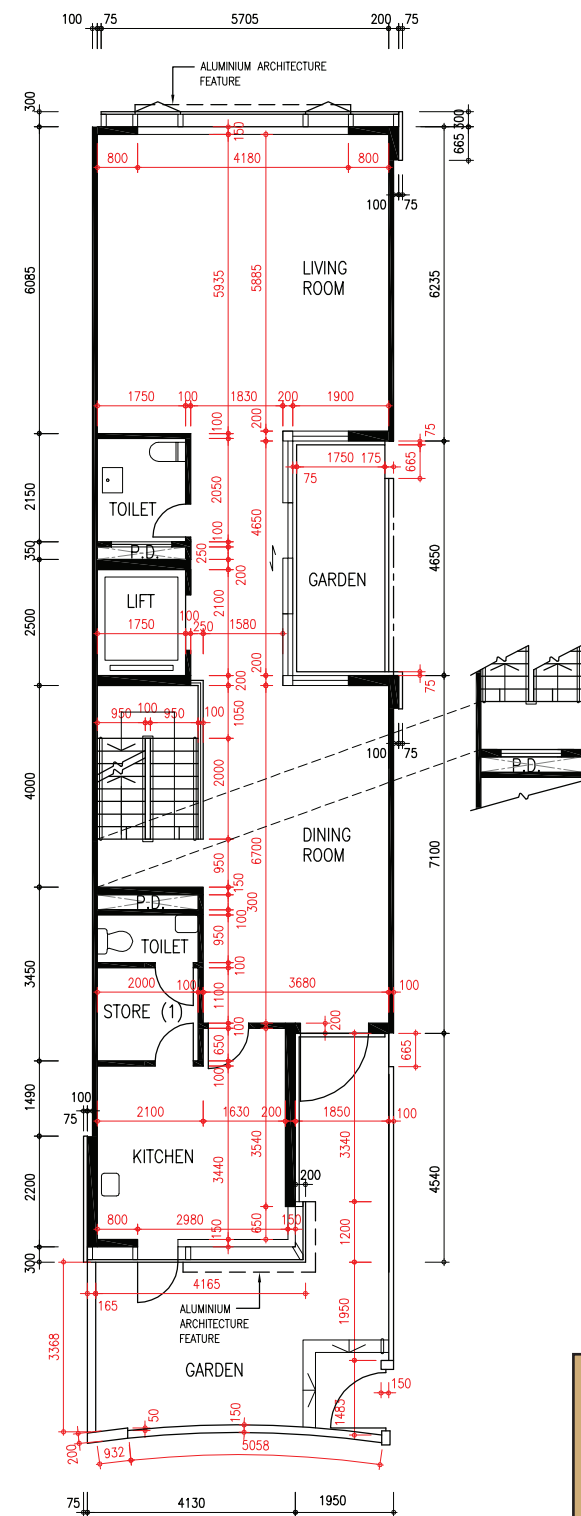 100 75 5705 200 75
ALUMINIUM ARCHITECTURE
FEATURE
300
150
300
665
800 4180 800
100 75
6085
5935
5885
6235
LIVING
ROOM
1750 100 1830 200 1900
100
200
75
1750 175
665
75
2150
2050
4650
TOILET
100
P.D.
350
250
200
GARDEN
4650
LIFT
2500
2100
100
1750 250 1580
200
200
75
950 100 950 100
1050
100 75
P.D.
4000
2000
DINING
ROOM
6700
7100
950
150
P.D.
300
100
950
TOILET
3450
100
2000 100 3680 100
1100
STORE (1)
200
100
650
665
100
1490
100
75
2100 1630 200 1850 100
KITCHEN
3440
3540
3340
4540
2200
200
800 2980 150
650
150
1200
300
4165
165
ALUMINIUM
ARCHITECTURE
FEATURE
1950
3368
GARDEN
150
1485
50
150
200
932 5058
75 4130 1950